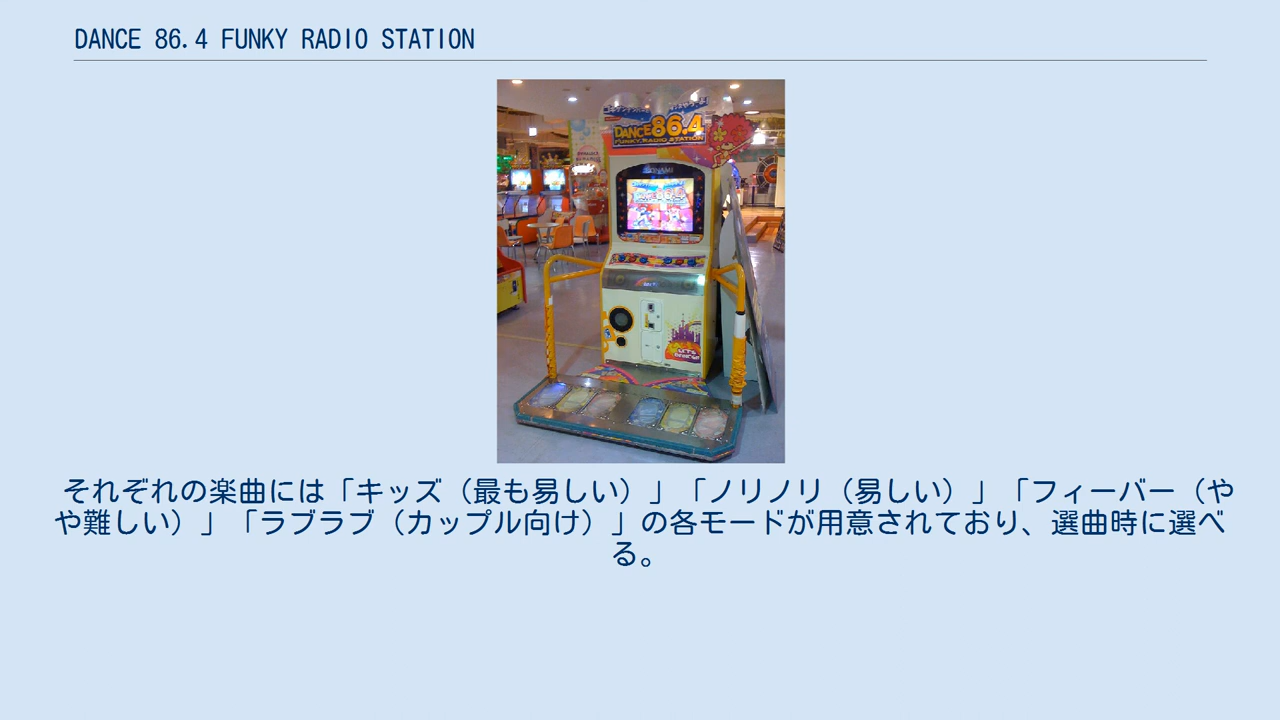 DANCE 86.4 FUNKY RADIO STATION
DANCE 86.4
FUNKY RADIO STATION
KONAMI
それぞれの楽曲には「キッズ（最も易しい）」「ノリノリ（易しい）」「フィーバー（や
や難しい）」「ラブラブ（カップル向け）」の各モードが用意されており、選曲時に選べ
る。